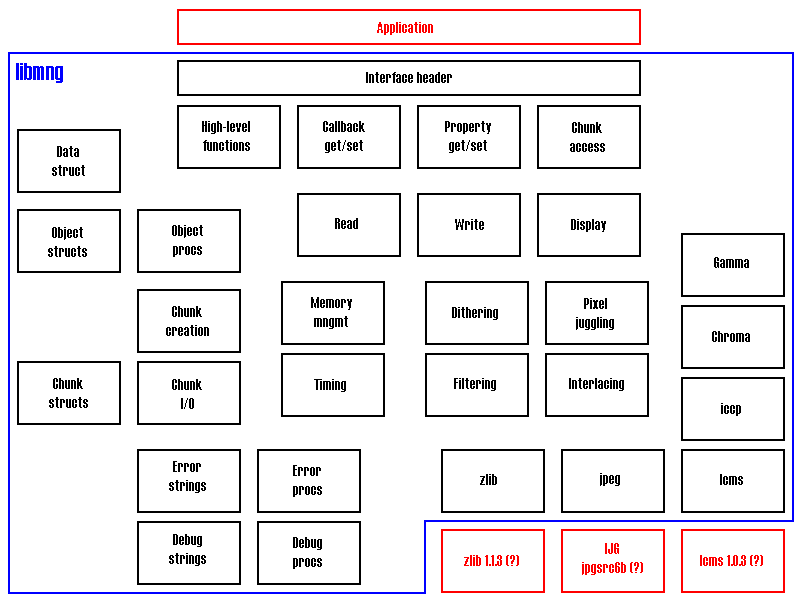 Application
libmng
Interface header
High-level
functions
Callback
get/set
Property
get/set
Chunk
access
Data
struct
Object
structs
Object
procs
Read
Write
Display
Gamma
Chunk
creation
Memory
mngmt
Dithering
Pixel
juggling
Chroma
Chunk
structs
Chunk
I/O
Timing
Filtering
Interlacing
iccp
Error
strings
Error
procs
zlib
jpeg
lcms
Debug
strings
Debug
procs
zlib 1.1.3 (?)
IJG
jpgsrc6b (?)
lcms 1.0.3 (?)